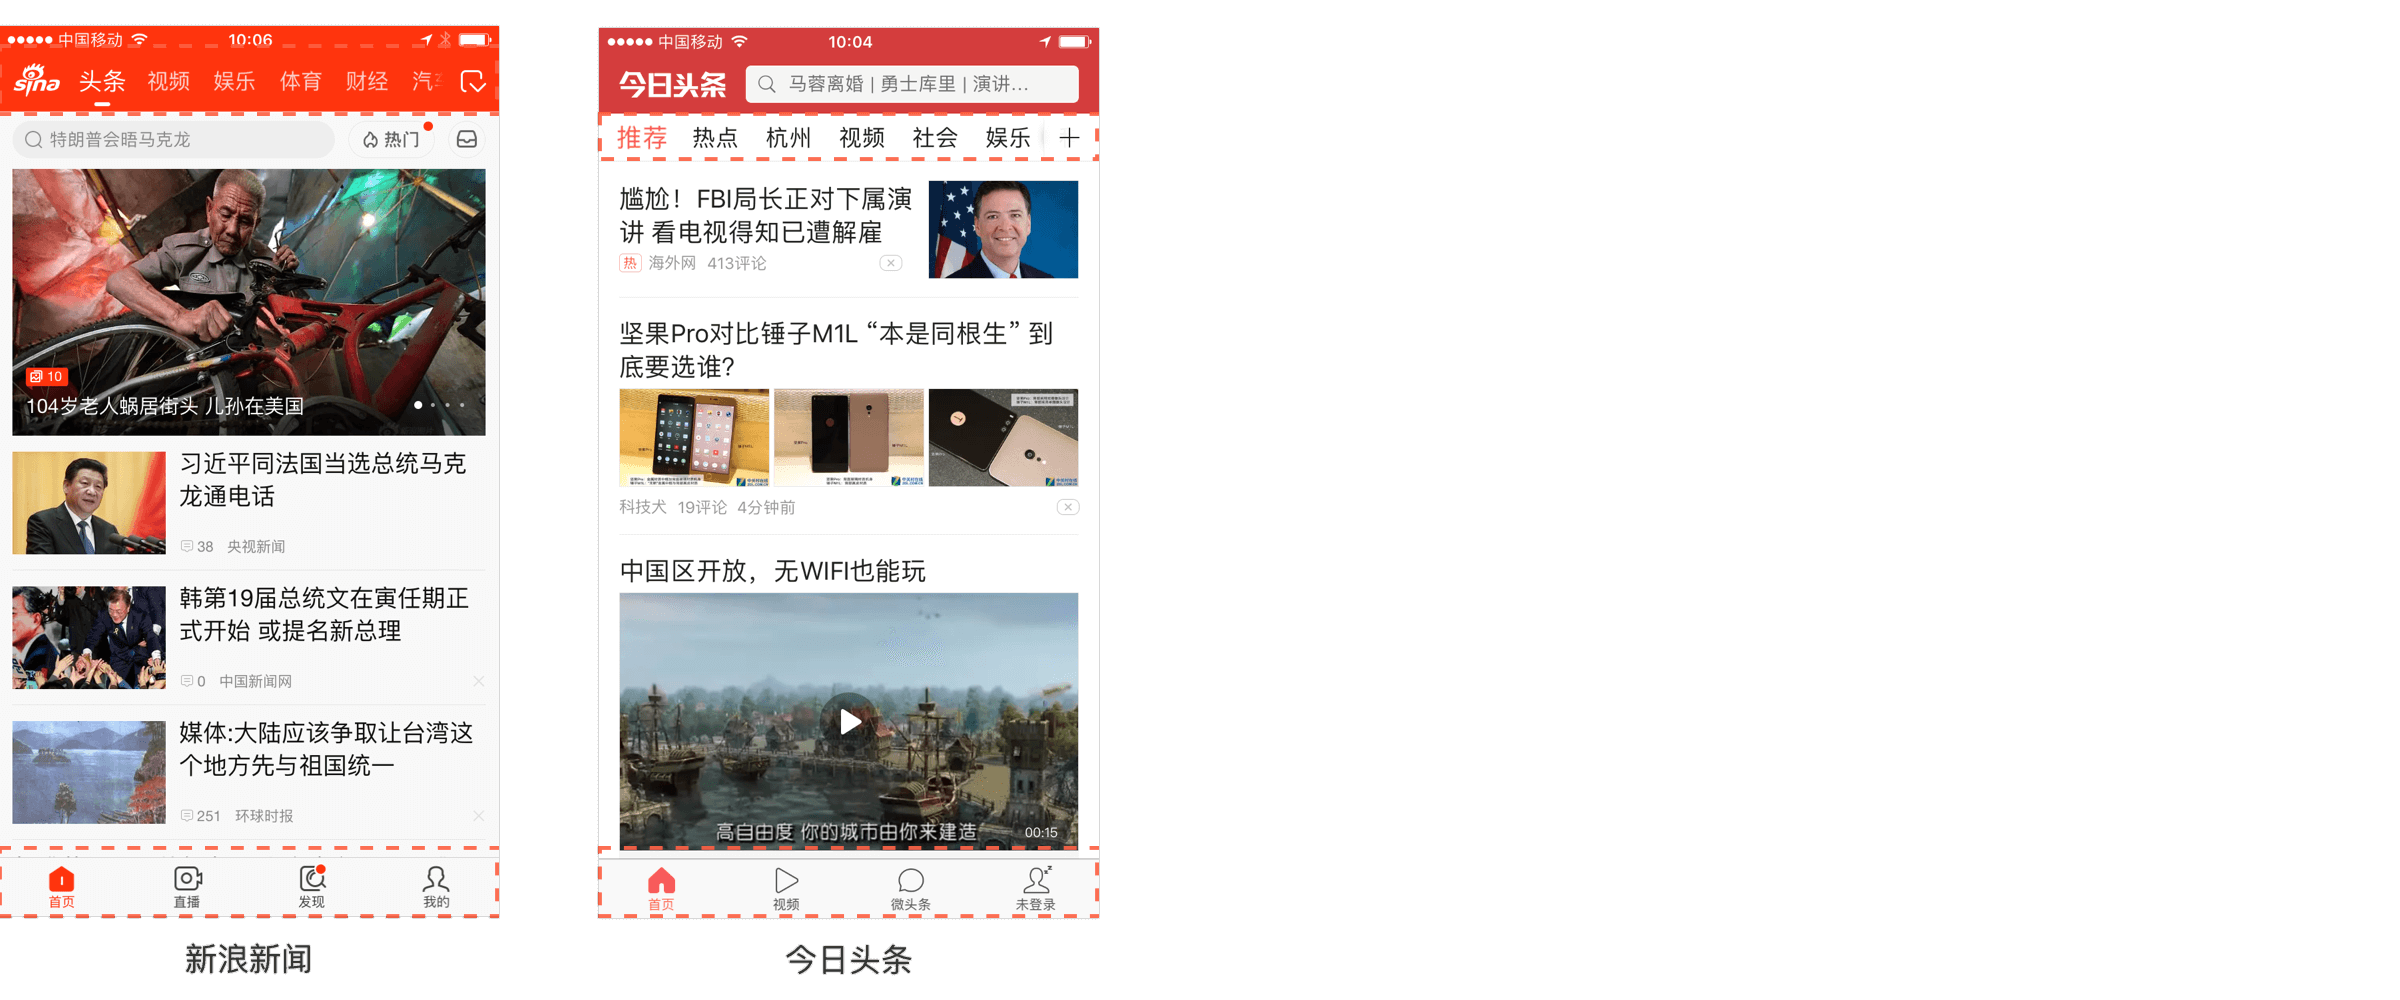 中国移动 10:06
sina 头条 视频 娱乐 体育 财经 汽
特朗普会晤马克龙 热门
10
104岁老人蜗居街头 儿孙在美国
习近平同法国当选总统马克
龙通电话
38 央视新闻
韩第19届总统文在寅任期正
式开始 或提名新总理
0 中国新闻网
媒体:大陆应该争取让台湾这
个地方先与祖国统一
251 环球时报
首页 直播 发现 我的
新浪新闻
中国移动 10:04
今日头条 马蓉离婚 | 勇士库里 | 演讲...
推荐 热点 杭州 视频 社会 娱乐
尴尬！FBI局长正对下属演
讲 看电视得知已遭解雇
热 海外网 413评论
坚果Pro对比锤子M1L “本是同根生” 到
底要选谁?
科技犬 19评论 4分钟前
中国区开放，无WIFI也能玩
高自由度 你的城市由你来建造 00:15
首页 视频 微头条 未登录
今日头条